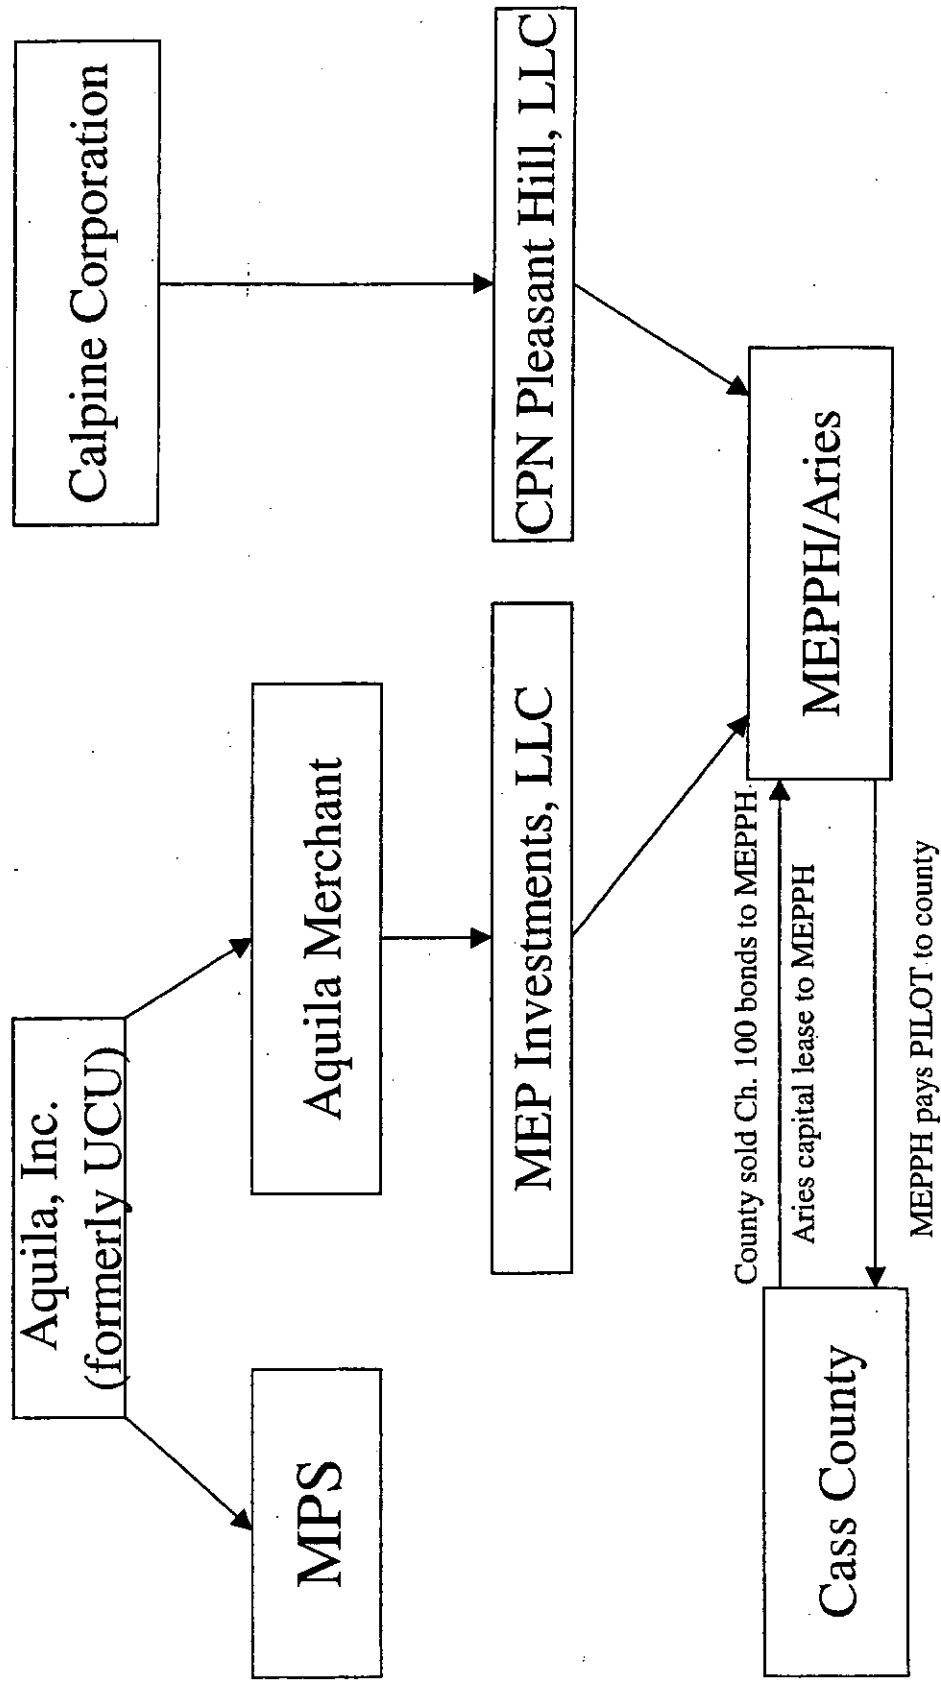 Aquila, Inc.
(formerly UCU)
Calpine Corporation
MPS
Aquila Merchant
MEP Investments, LLC
CPN Pleasant Hill, LLC
County sold Ch. 100 bonds to MEPPH
Aries capital lease to MEPPH
Cass County
MEPPH/Aries
MEPPH pays PILOT to county